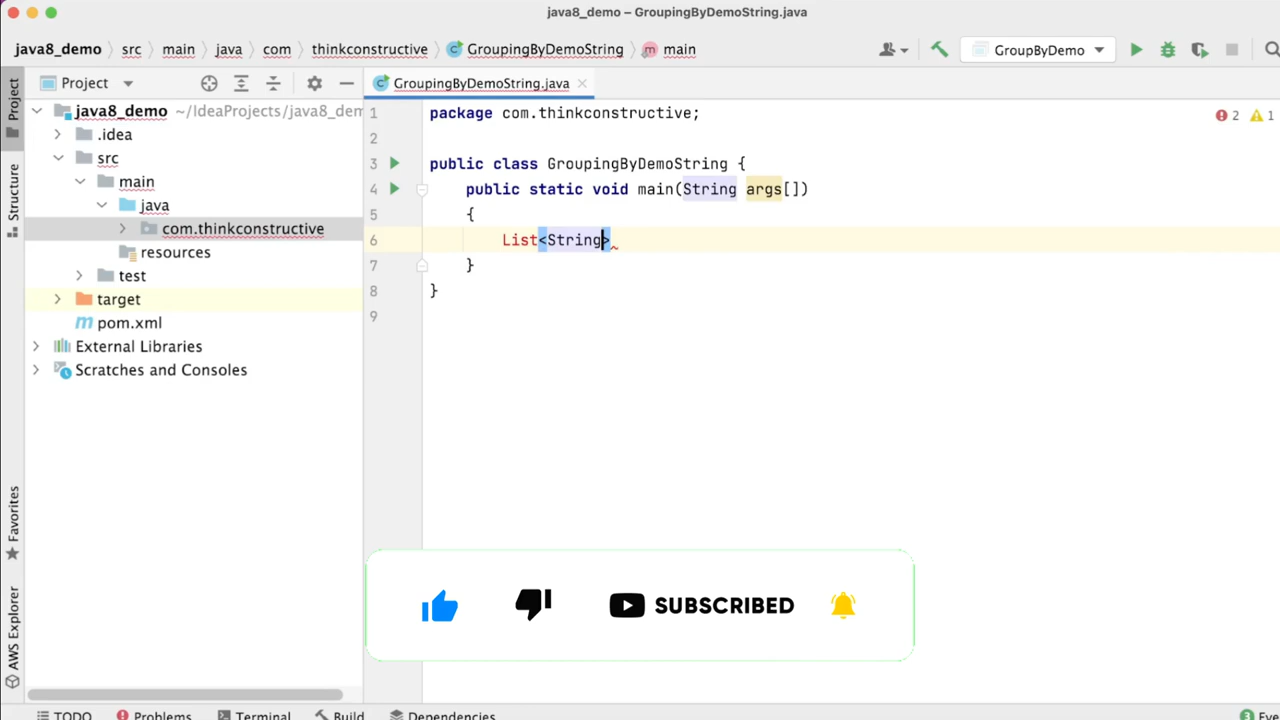 java8_demo – GroupingByDemoString.java
java8_demo src main java com thinkconstructive GroupingByDemoString main
GroupByDemo
Project
GroupingByDemoString.java
java8_demo ~/IdeaProjects/java8_dem
.idea
src
main
java
com.thinkconstructive
resources
test
target
pom.xml
External Libraries
Scratches and Consoles
Project
Structure
Favorites
AWS Explorer
1 package com.thinkconstructive;
2
3 public class GroupingByDemoString {
4 public static void main(String args[])
5 {
6 List<String>
7 }
8 }
9
2 1
SUBSCRIBED
TODO Problems Terminal Build Dependencies 3 Eve